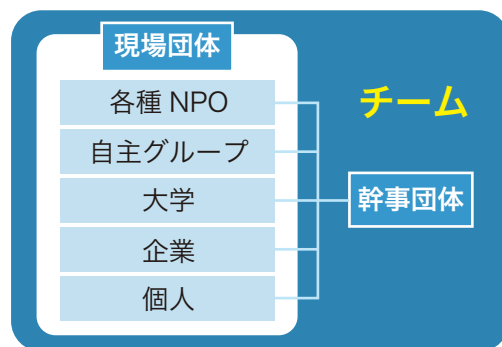 現場団体
各種 NPO
自主グループ
大学
企業
個人
チーム
幹事団体